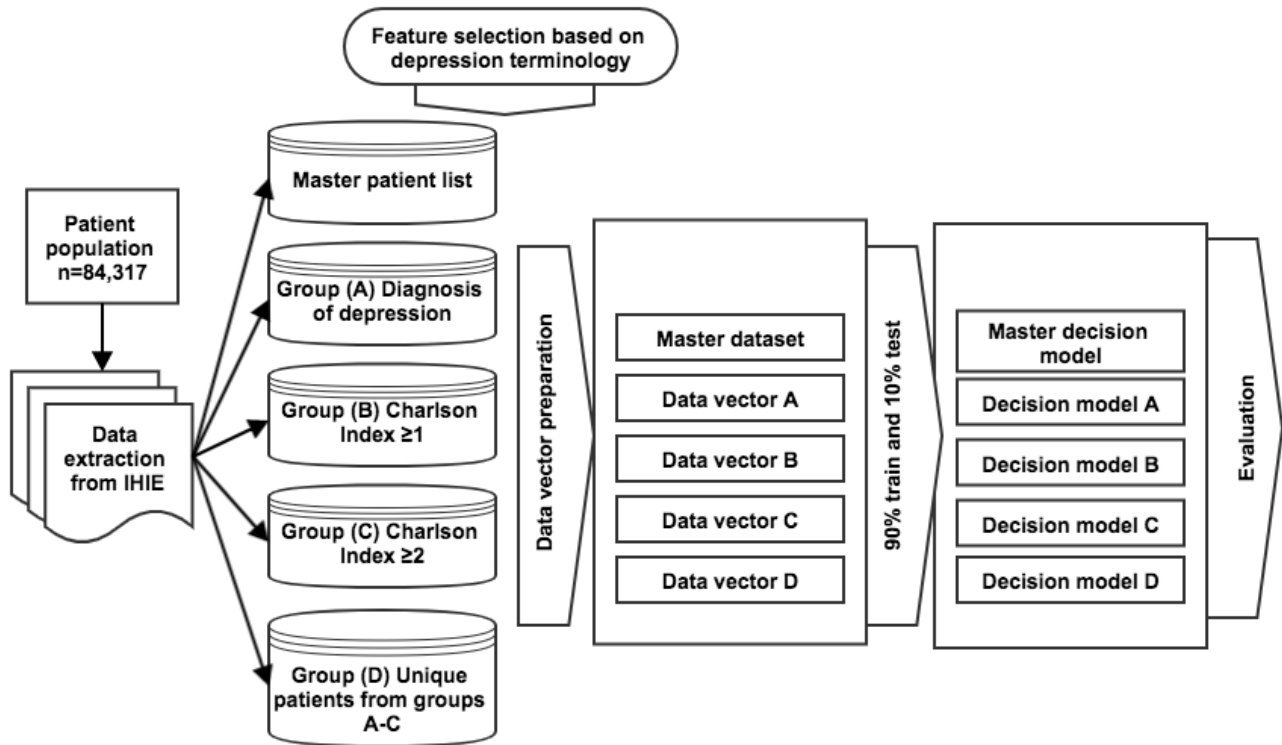 Feature selection based on
depression terminology
Patient
population
n=84,317
Data
extraction
from IHIE
Master patient list
Group (A) Diagnosis
of depression
Group (B) Charlson
Index ≥1
Group (C) Charlson
Index ≥2
Group (D) Unique
patients from groups
A-C
Data vector preparation
Master dataset
Data vector A
Data vector B
Data vector C
Data vector D
90% train and 10% test
Master decision
model
Decision model A
Decision model B
Decision model C
Decision model D
Evaluation